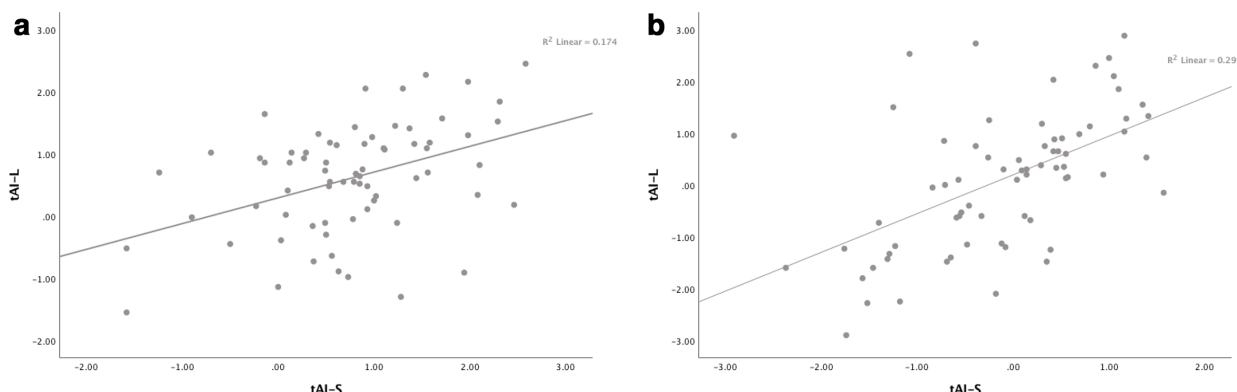 a
3.00
R² Linear = 0.174
2.00
1.00
.00
-1.00
-2.00
tAI-L
-2.00 -1.00 .00 1.00 2.00 3.00
tAI-S
b
3.00
R² Linear = 0.29
2.00
1.00
.00
-1.00
-2.00
-3.00
tAI-L
-3.00 -2.00 -1.00 .00 1.00 2.00
tAI-S